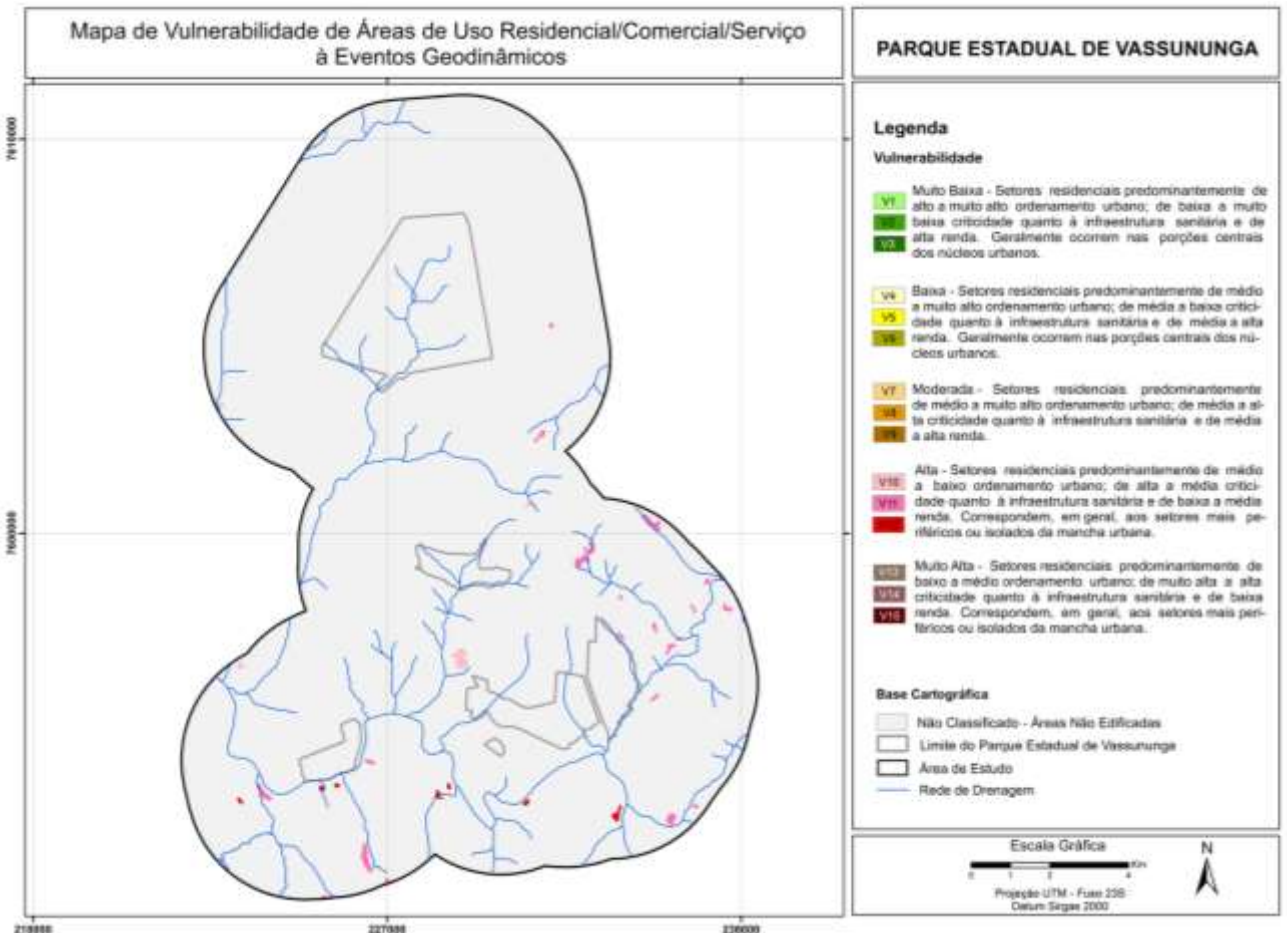 Mapa de Vulnerabilidade de Áreas de Uso Residencial/Comercial/Serviço
à Eventos Geodinâmicos
PARQUE ESTADUAL DE VASSUNUNGA
7610000
7600000
218000
227000
236000
Legenda
Vulnerabilidade
V1
V2
V3
Muito Baixa - Setores residenciais predominantemente de
alto a muito alto ordenamento urbano; de baixa a muito
baixa criticidade quanto à infraestrutura sanitária e de
alta renda. Geralmente ocorrem nas porções centrais
dos núcleos urbanos.
V4
V5
V6
Baixa - Setores residenciais predominantemente de médio
a muito alto ordenamento urbano; de média a baixa critici-
dade quanto à infraestrutura sanitária e de média a alta
renda. Geralmente ocorrem nas porções centrais dos nú-
cleos urbanos.
V7
V8
V9
Moderada - Setores residenciais predominantemente
de médio a muito alto ordenamento urbano; de média a al-
ta criticidade quanto à infraestrutura sanitária e de média
a alta renda.
V10
V11
Alta - Setores residenciais predominantemente de médio
a baixo ordenamento urbano; de alta a média critici-
dade quanto à infraestrutura sanitária e de baixa a média
renda. Correspondem, em geral, aos setores mais pe-
riféricos ou isolados da mancha urbana.
V13
V14
V15
Muito Alta - Setores residenciais predominantemente de
baixo a médio ordenamento urbano; de muito alta a alta
criticidade quanto à infraestrutura sanitária e de baixa
renda. Correspondem, em geral, aos setores mais peri-
féricos ou isolados da mancha urbana.
Base Cartográfica
Não Classificado - Áreas Não Edificadas
Limite do Parque Estadual de Vassununga
Área de Estudo
Rede de Drenagem
Escala Gráfica
0 1 2 4 Km
N
Projeção UTM - Fuso 23S
Datum Sirgas 2000